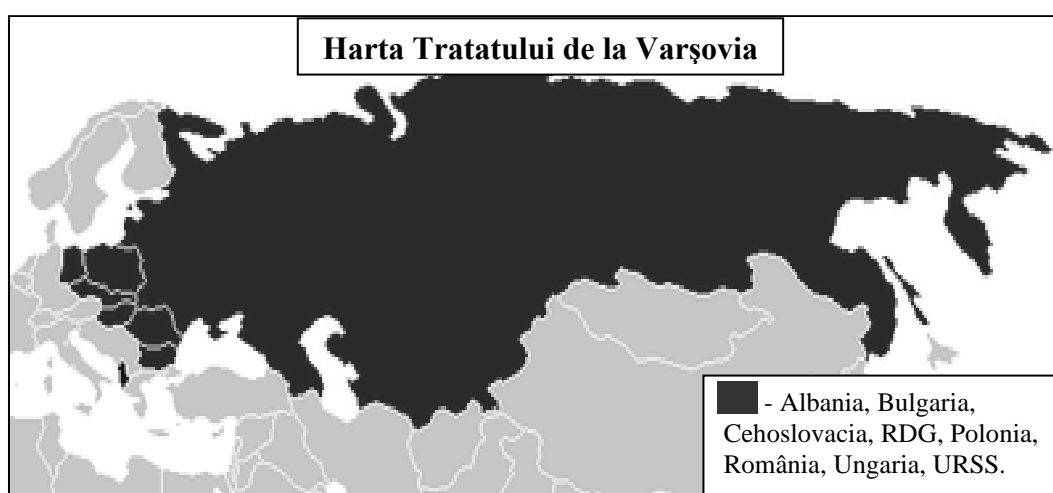 Harta Tratatului de la Varşovia
- Albania, Bulgaria,
Cehoslovacia, RDG, Polonia,
România, Ungaria, URSS.